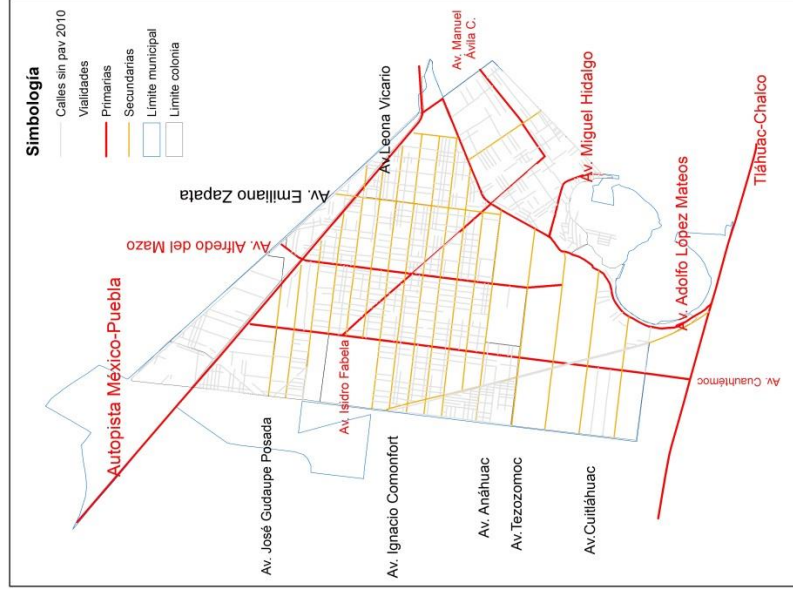 Simbología
Calles sin pav 2010
Vialidades
Primarias
Secundarias
Límite municipal
Limite colonia
Av. Manuel
Ávila C.
Av.Leona Vicario
Av. Miguel Hidalgo
Av. Emiliano Zapata
Av. Alfredo del Mazo
Tláhuac-Chalco
Av. Adolfo López Mateos
Autopista México-Puebla
Av. Isidro Fabela
Av. Cuauhtémoc
Av. José Gudaupe Posada
Av. Ignacio Comonfort
Av. Anáhuac
Av.Tezozomoc
Av.Cuitláhuac